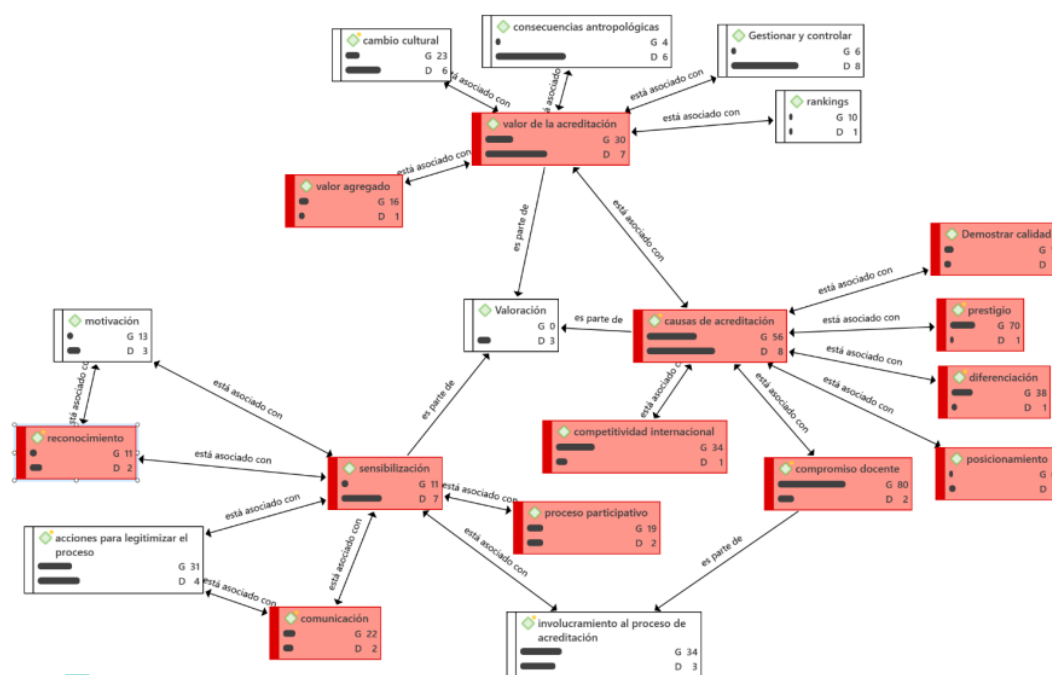 consecuencias antropológicas
G 4
D 6
cambio cultural
G 23
D 6
Gestionar y controlar
G 6
D 8
está asociado con
está asociado
está asociado con
rankings
G 10
D 1
está asociado con
valor de la acreditación
G 30
D 7
está asociado con
valor agregado
G 16
D 1
es parte de
está asociado con
Demostrar calidad
G
D
está asociado con
Valoración
G 0
D 3
es parte de
causas de acreditación
G 56
D 8
está asociado con
prestigio
G 70
D 1
motivación
G 13
D 3
está asociado con
diferenciación
G 38
D 1
está asociado con
está asociado con
es parte de
está asociado co
está asociado con
está asociado con
reconocimiento
G 11
D 2
competitividad internacional
G 34
D 1
está asociado con
sensibilización
G 11
D 7
compromiso docente
G 80
D 2
posicionamiento
G
D
está asociado con
está asociado con
proceso participativo
G 19
D 2
acciones para legitimizar el
proceso
G 31
D 4
está asociado con
está asociado con
es parte de
está asociado con
comunicación
G 22
D 2
involucramiento al proceso de
acreditación
G 34
D 3